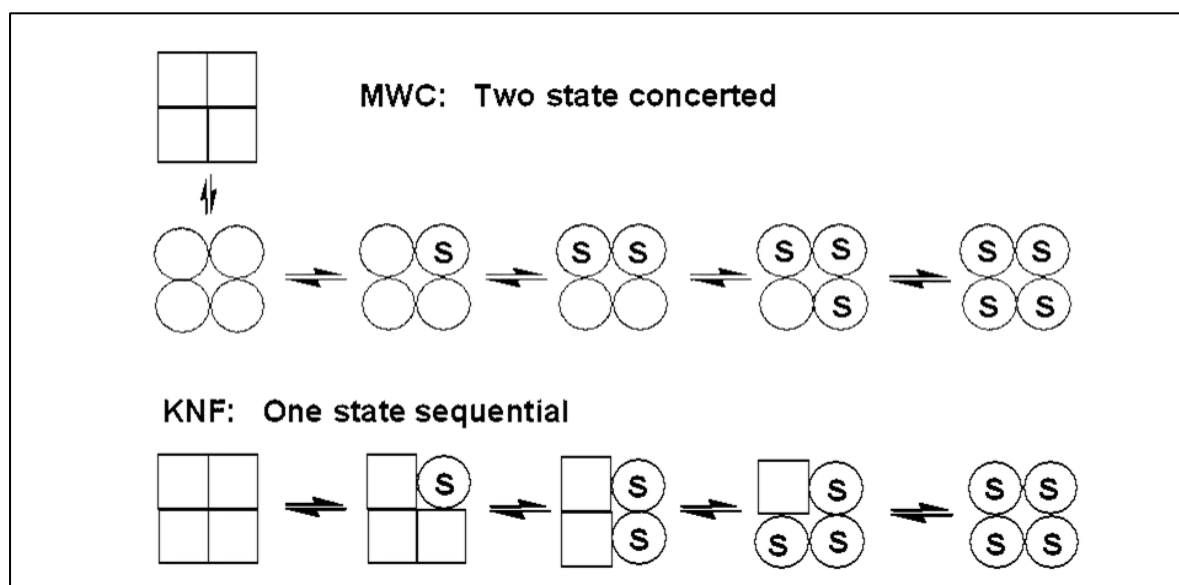 MWC: Two state concerted
S S S S S S S
S S S
KNF: One state sequential
S S S S S
S S S S S